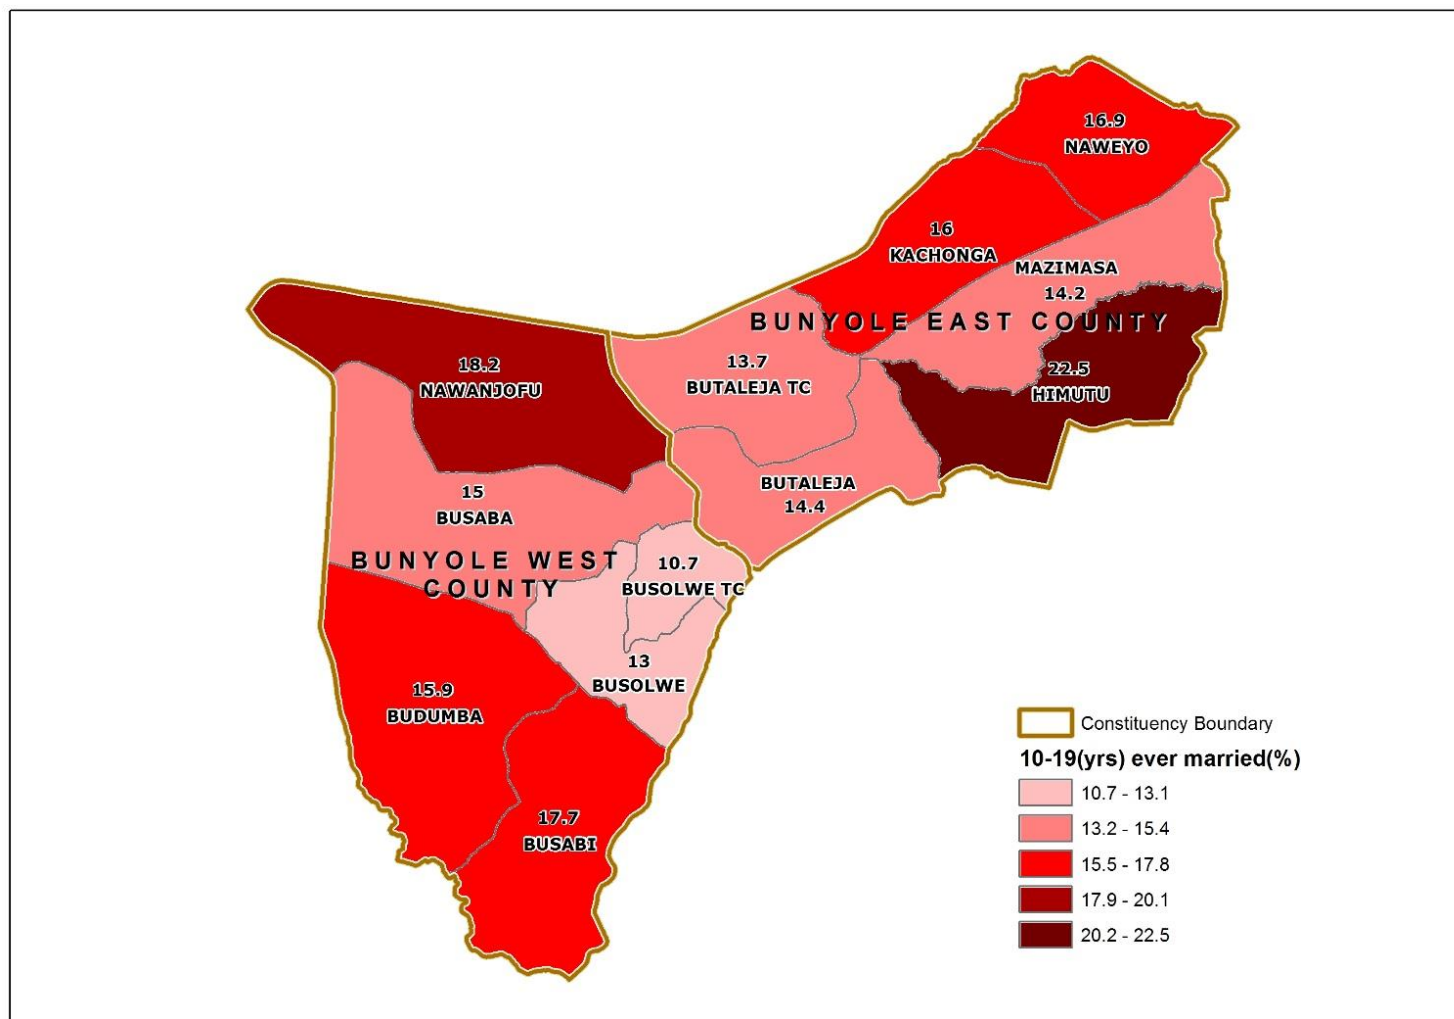 16.9
NAWEYO
16
KACHONGA
MAZIMASA
14.2
BUNYOLE EAST COUNTY
22.5
HIMUTU
13.7
BUTALEJA TC
18.2
NAWANJOFU
BUTALEJA
14.4
15
BUSABA
BUNYOLE WEST
COUNTY
10.7
BUSOLWE TC
13
BUSOLWE
15.9
BUDUMBA
17.7
BUSABI
Constituency Boundary
10-19(yrs) ever married(%)
10.7 - 13.1
13.2 - 15.4
15.5 - 17.8
17.9 - 20.1
20.2 - 22.5